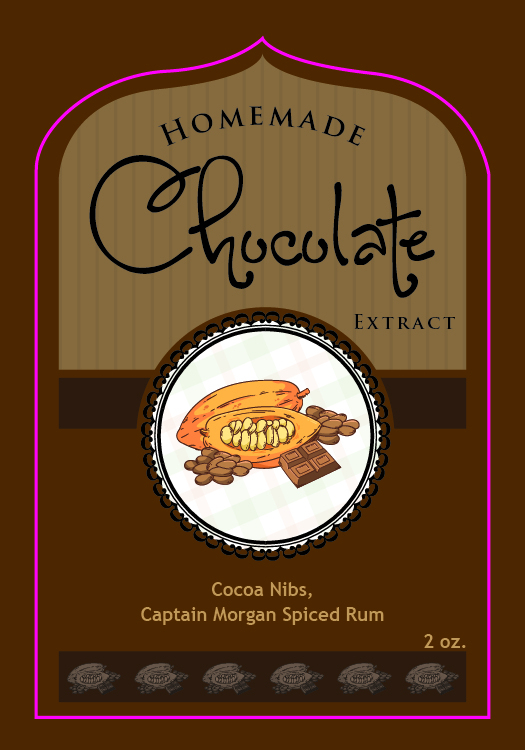 Homemade
Chocolate
Extract
Cocoa Nibs,
Captain Morgan Spiced Rum
2 oz.